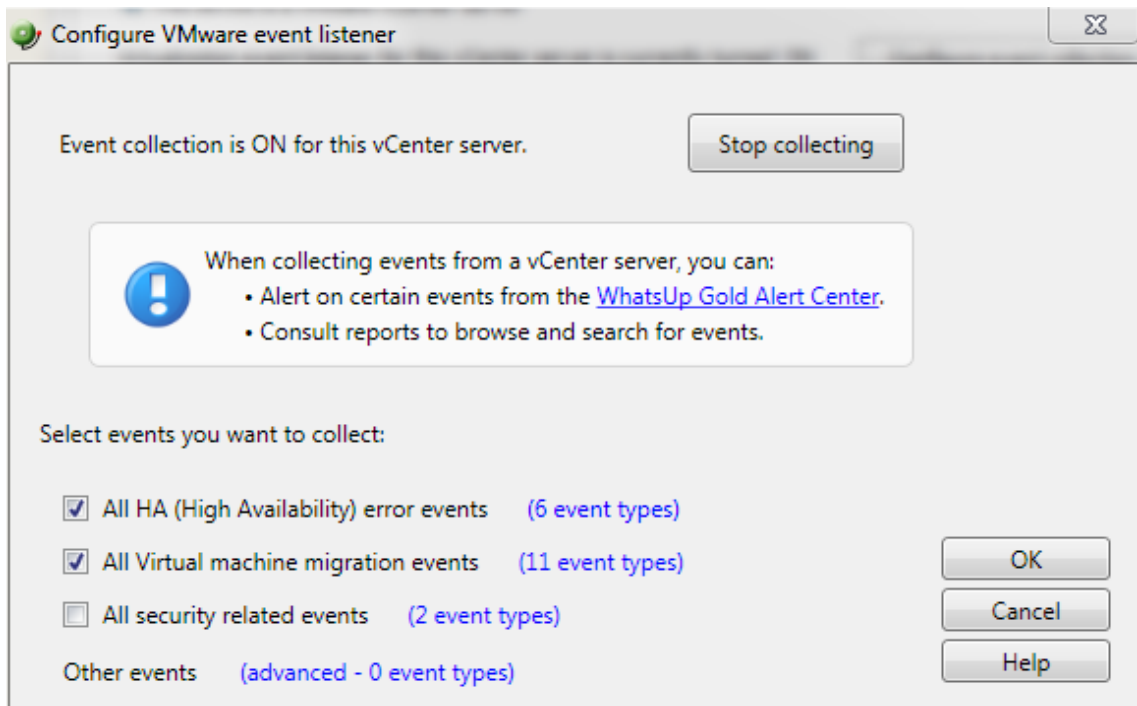 Configure VMware event listener
Event collection is ON for this vCenter server.
Stop collecting
When collecting events from a vCenter server, you can:
• Alert on certain events from the WhatsUp Gold Alert Center.
• Consult reports to browse and search for events.
Select events you want to collect:
All HA (High Availability) error events (6 event types)
All Virtual machine migration events (11 event types)
OK
All security related events (2 event types)
Cancel
Other events (advanced - 0 event types)
Help